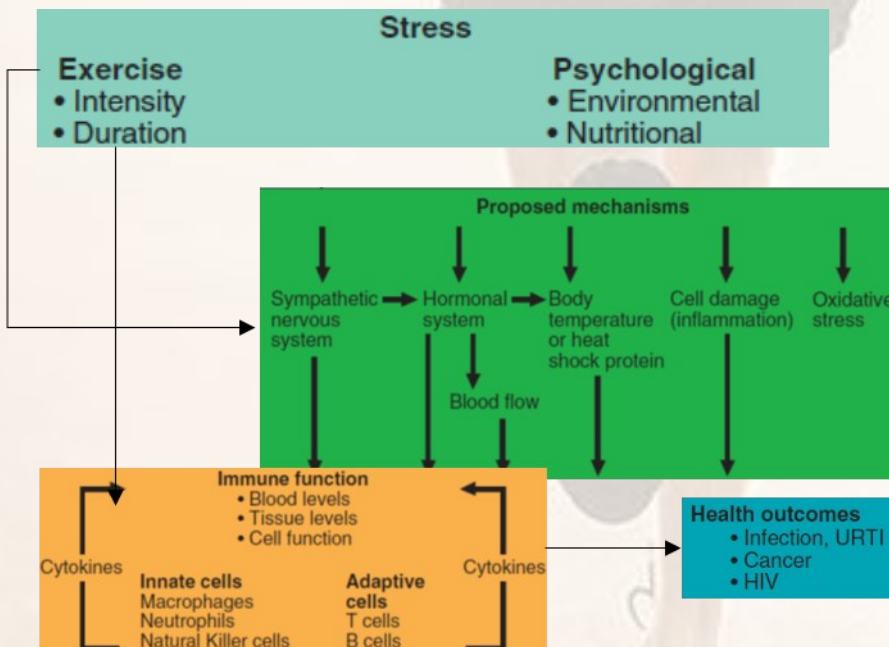 Stress
Exercise
• Intensity
• Duration
Psychological
• Environmental
• Nutritional
Proposed mechanisms
Sympathetic
nervous
system
Hormonal
system
Body
temperature
or heat
shock protein
Cell damage
(inflammation)
Oxidative
stress
Blood flow
Immune function
• Blood levels
• Tissue levels
• Cell function
Cytokines
Cytokines
Innate cells
Macrophages
Neutrophils
Natural Killer cells
Adaptive
cells
T cells
B cells
Health outcomes
• Infection, URTI
• Cancer
• HIV